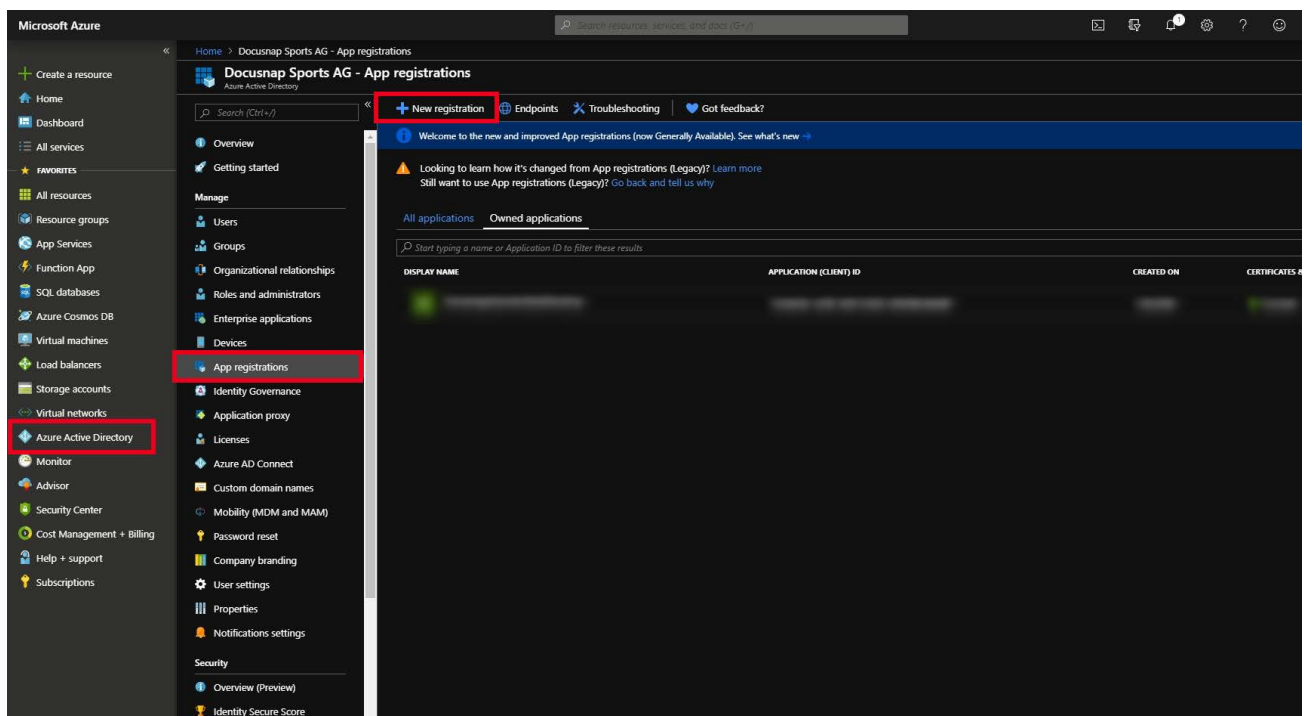 Microsoft Azure
Search resources, services, and docs (G+/)
1
?
«
Create a resource
Home
Dashboard
All services
FAVORITES
All resources
Resource groups
App Services
Function App
SQL databases
Azure Cosmos DB
Virtual machines
Load balancers
Storage accounts
Virtual networks
Azure Active Directory
Monitor
Advisor
Security Center
Cost Management + Billing
Help + support
Subscriptions
Home > Docusnap Sports AG - App registrations
Docusnap Sports AG - App registrations
Azure Active Directory
Search (Ctrl+/)
«
Overview
Getting started
Manage
Users
Groups
Organizational relationships
Roles and administrators
Enterprise applications
Devices
App registrations
Identity Governance
Application proxy
Licenses
Azure AD Connect
Custom domain names
Mobility (MDM and MAM)
Password reset
Company branding
User settings
Properties
Notifications settings
Security
Overview (Preview)
Identity Secure Score
New registration Endpoints Troubleshooting Got feedback?
Welcome to the new and improved App registrations (now Generally Available). See what's new →
Looking to learn how it's changed from App registrations (Legacy)? Learn more
Still want to use App registrations (Legacy)? Go back and tell us why
All applications Owned applications
Start typing a name or Application ID to filter these results
DISPLAY NAME APPLICATION (CLIENT) ID CREATED ON CERTIFICATES &